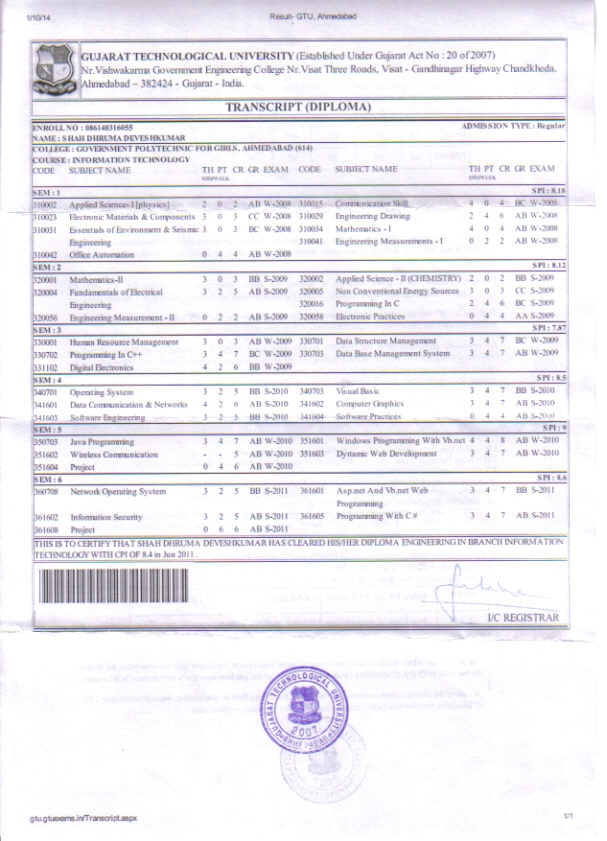 1/10/14 Result- GTU, Ahmedabad
GUJARAT TECHNOLOGICAL UNIVERSITY (Established Under Gujarat Act No : 20 of 2007)
Nr.Vishwakarma Government Engineering College Nr.Visat Three Roads, Visat - Gandhinagar Highway Chandkheda,
Ahmedabad – 382424 - Gujarat - India.
TRANSCRIPT (DIPLOMA)
ENROLL NO : 086140316055 ADMISSION TYPE : Regular
NAME : SHAH DHRUMA DEVESHKUMAR
COLLEGE : GOVERNMENT POLYTECHNIC FOR GIRLS, AHMEDABAD (614)
COURSE : INFORMATION TECHNOLOGY
CODE SUBJECT NAME TH PT CR GR EXAM CODE SUBJECT NAME TH PT CR GR EXAM
HRS/WEEK HRS/WEEK
SEM : 1 SPI : 8.18
310002 Applied Science- I [physics] 2 0 2 AB W-2008 310015 Communication Skill 4 0 4 BC W-2008
310023 Electronic Materials & Components 3 0 3 CC W-2008 310029 Engineering Drawing 2 4 6 AB W-2008
310031 Essentials of Environment & Seismic 3 0 3 BC W-2008 310034 Mathematics - I 4 0 4 AB W-2008
Engineering 310041 Engineering Measurements - I 0 2 2 AB W-2008
310042 Office Automation 0 4 4 AB W-2008
SEM : 2 SPI : 8.12
320001 Mathematics-II 3 0 3 BB S-2009 320002 Applied Science - II (CHEMISTRY) 2 0 2 BB S-2009
320004 Fundamentals of Electrical 3 2 5 AB S-2009 320005 Non Conventional Energy Sources 3 0 3 CC S-2009
Engineering 320016 Programming In C 2 4 6 BC S-2009
320056 Engineering Measurement - II 0 2 2 AB S-2009 320058 Electronic Practices 0 4 4 AA S-2009
SEM : 3 SPI : 7.87
330001 Human Resource Management 3 0 3 AB W-2009 330701 Data Structure Management 3 4 7 BC W-2009
330702 Programming In C++ 3 4 7 BC W-2009 330703 Data Base Management System 3 4 7 AB W-2009
331102 Digital Electronics 4 2 6 BB W-2009
SEM : 4 SPI : 8.5
340701 Operating System 3 2 5 BB S-2010 340703 Visual Basic 3 4 7 BB S-2010
341601 Data Communication & Networks 4 2 6 AB S-2010 341602 Computer Graphics 3 4 7 AB S-2010
341603 Software Engineering 3 2 5 BB S-2010 341604 Software Practices 0 4 4 AB S-2010
SEM : 5 SPI : 9
350703 Java Programming 3 4 7 AB W-2010 351601 Windows Programming With Vb.net 4 4 8 AB W-2010
351602 Wireless Communication - - 5 AB W-2010 351603 Dynamic Web Development 3 4 7 AB W-2010
351604 Project 0 4 6 AB W-2010
SEM : 6 SPI : 8.6
360708 Network Operating System 3 2 5 BB S-2011 361601 Asp.net And Vb.net Web 3 4 7 BB S-2011
Programming
361602 Information Security 3 2 5 AB S-2011 361605 Programming With C# 3 4 7 AB S-2011
361608 Project 0 6 6 AB S-2011
THIS IS TO CERTIFY THAT SHAH DHRUMA DEVESHKUMAR HAS CLEARED HIS/HER DIPLOMA ENGINEERING IN BRANCH INFORMATION
TECHNOLOGY WITH CPI OF 8.4 in Jun 2011 .
I/C REGISTRAR
GUJARAT TECHNOLOGICAL UNIVERSITY
2007
AHMEDABAD
gtu.gtuexams.in/Transcript.aspx 1/1